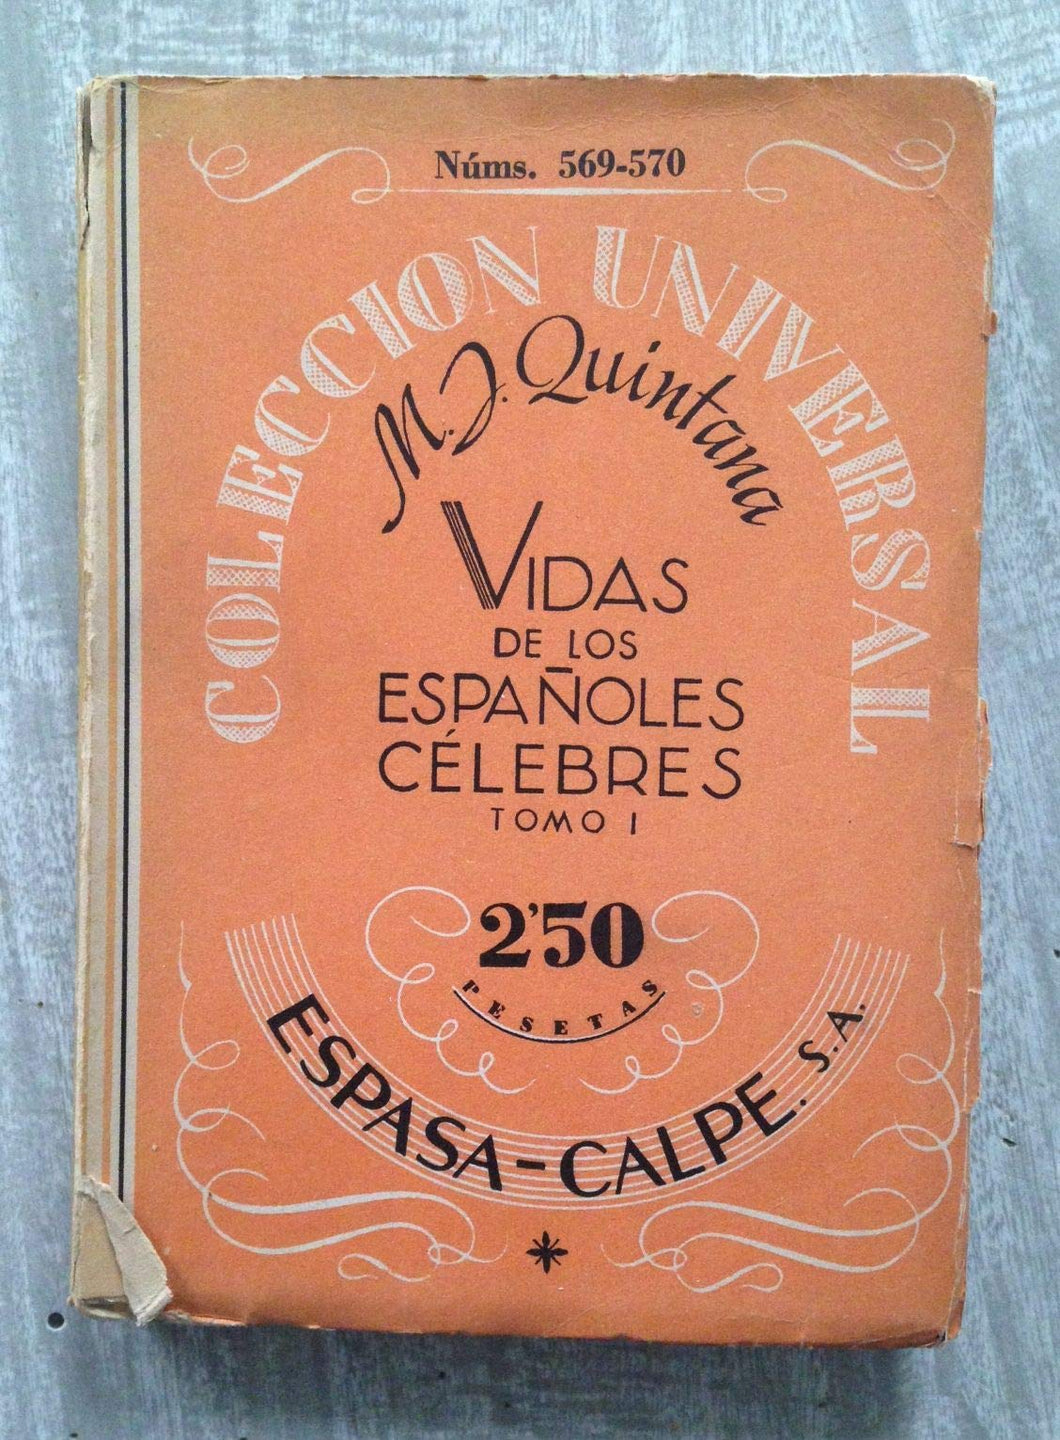 Núms. 569-570
COLECCION UNIVERSAL
M. J. Quintana
VIDAS
DE LOS
ESPAÑOLES
CÉLEBRES
TOMO I
2'50
PESETAS
ESPASA-CALPE. S.A.